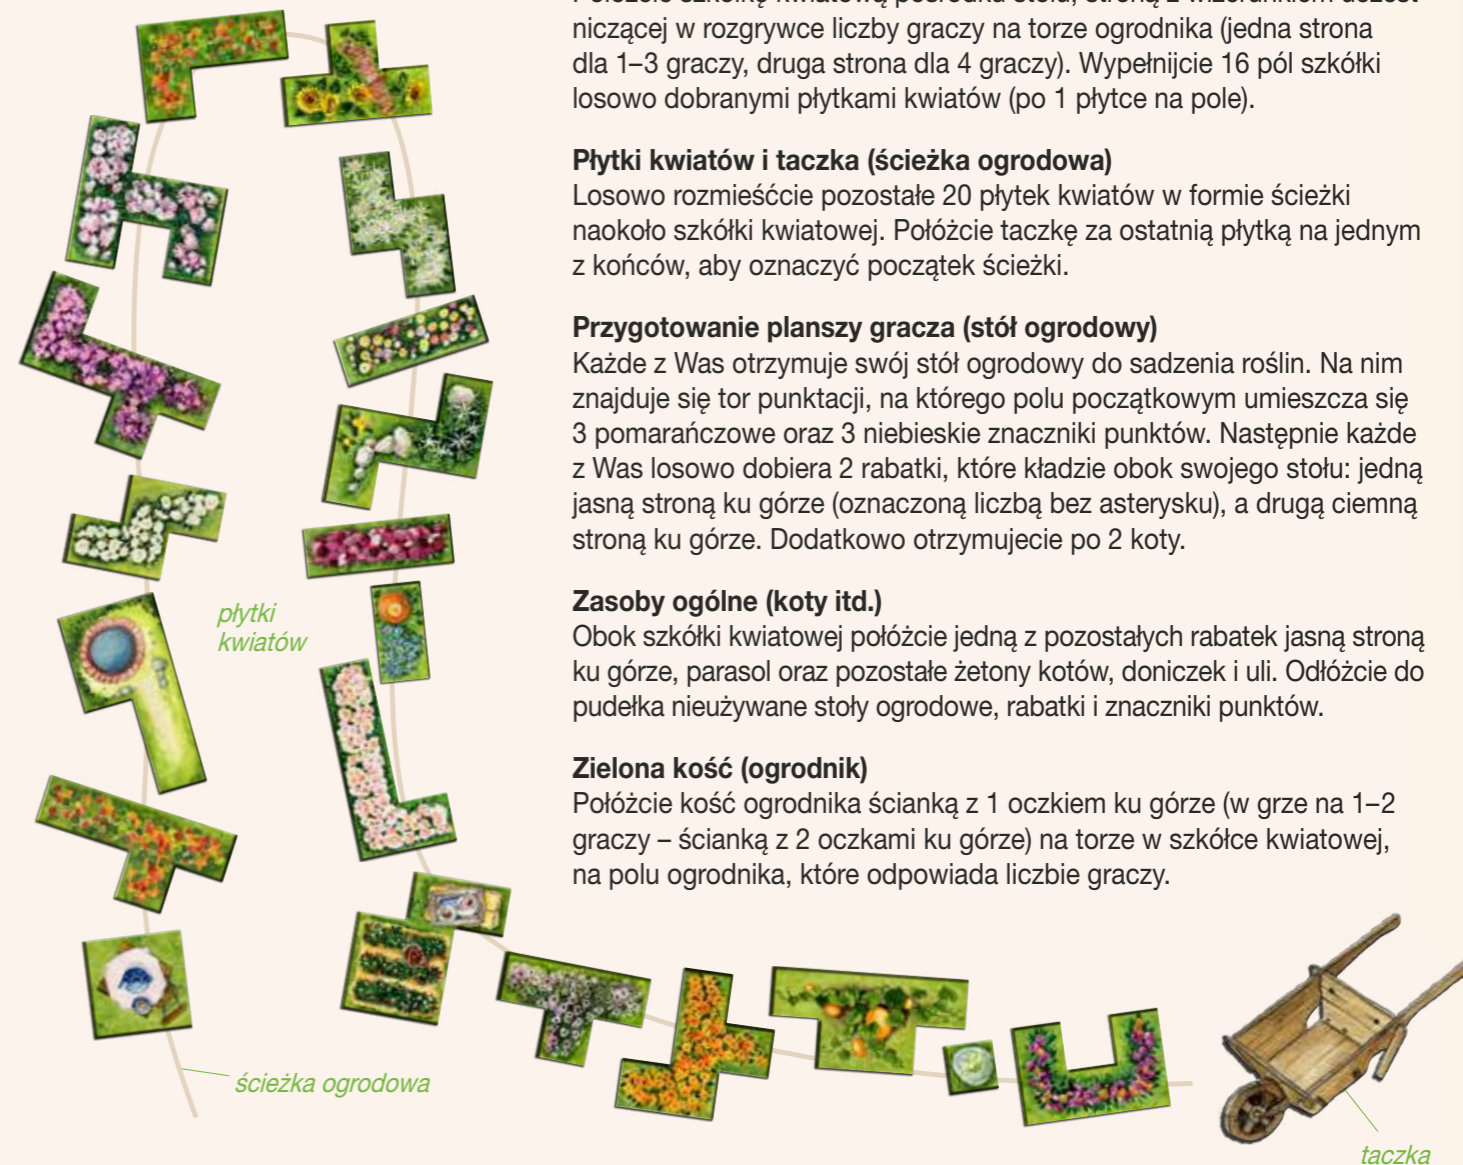 niczącej w rozgrywce liczby graczy na torze ogrodnika (jedna strona
dla 1–3 graczy, druga strona dla 4 graczy). Wypełnijcie 16 pól szkółki
losowo dobranymi płytkami kwiatów (po 1 płytce na pole).
Płytki kwiatów i taczka (ścieżka ogrodowa)
Losowo rozmieśćcie pozostałe 20 płytek kwiatów w formie ścieżki
naokoło szkółki kwiatowej. Połóżcie taczkę za ostatnią płytką na jednym
z końców, aby oznaczyć początek ścieżki.
Przygotowanie planszy gracza (stół ogrodowy)
Każde z Was otrzymuje swój stół ogrodowy do sadzenia roślin. Na nim
znajduje się tor punktacji, na którego polu początkowym umieszcza się
3 pomarańczowe oraz 3 niebieskie znaczniki punktów. Następnie każde
z Was losowo dobiera 2 rabatki, które kładzie obok swojego stołu: jedną
jasną stroną ku górze (oznaczoną liczbą bez asterysku), a drugą ciemną
stroną ku górze. Dodatkowo otrzymujecie po 2 koty.
Zasoby ogólne (koty itd.)
Obok szkółki kwiatowej połóżcie jedną z pozostałych rabatek jasną stroną
ku górze, parasol oraz pozostałe żetony kotów, doniczek i uli. Odłóżcie do
pudełka nieużywane stoły ogrodowe, rabatki i znaczniki punktów.
Zielona kość (ogrodnik)
Połóżcie kość ogrodnika ścianką z 1 oczkiem ku górze (w grze na 1–2
graczy – ścianką z 2 oczkami ku górze) na torze w szkółce kwiatowej,
na polu ogrodnika, które odpowiada liczbie graczy.
płytki
kwiatów
ścieżka ogrodowa
taczka